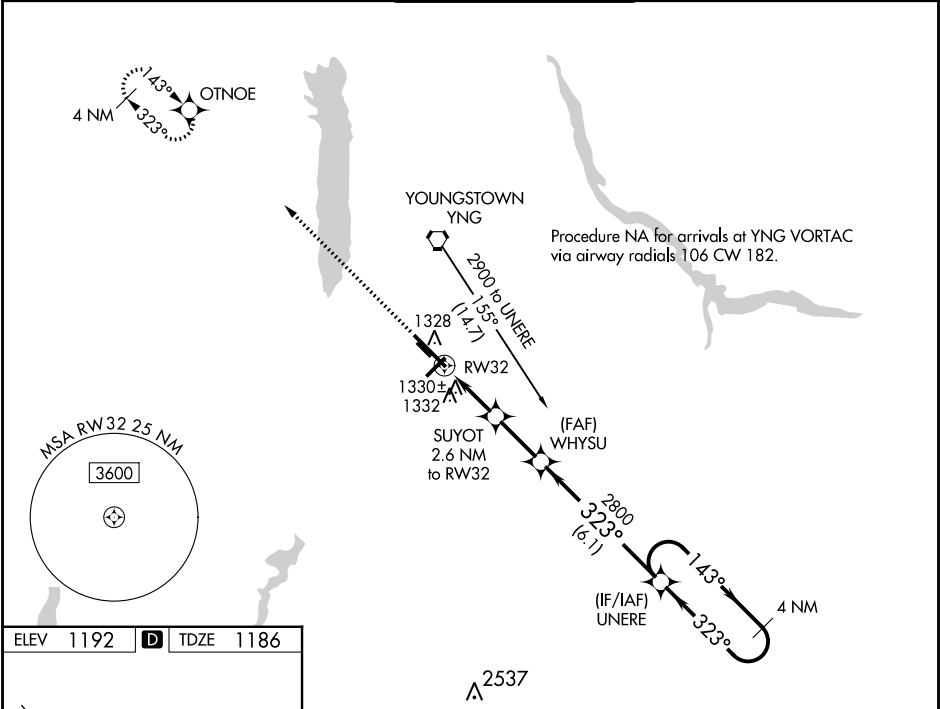 143°
OTNOE
4 NM
323°
YOUNGSTOWN
YNG
Procedure NA for arrivals at YNG VORTAC
via airway radials 106 CW 182.
2900 to UNERE
155°
(14.7)
1328
RW32
1330±
1332
(FAF)
WHYSU
SUYOT
2.6 NM
to RW32
MSA RW32 25 NM
3600
2800
323°
(6.1)
143°
(IF/IAF)
UNERE
4 NM
323°
ELEV 1192 D TDZE 1186
2537